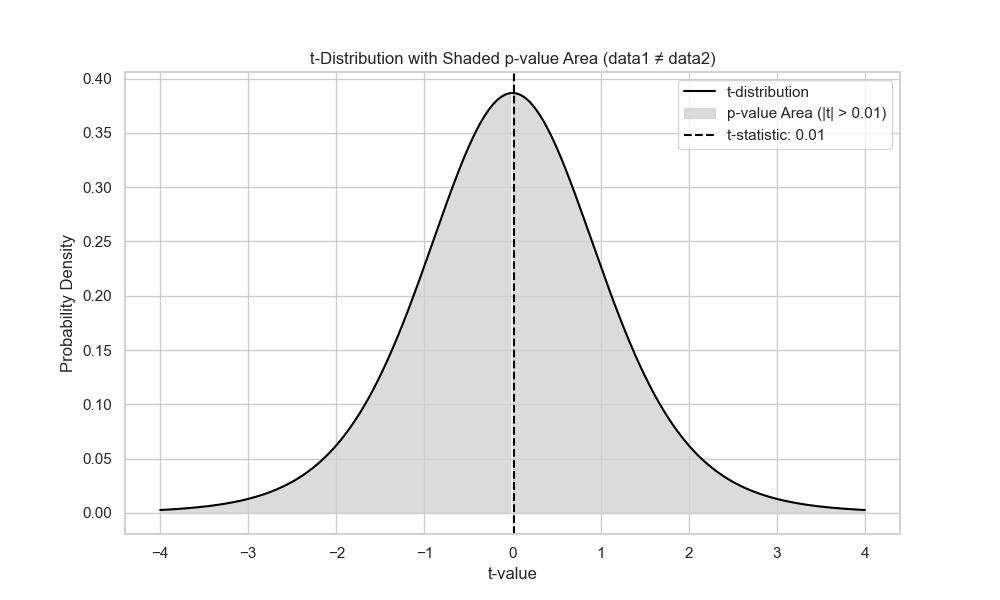 t-Distribution with Shaded p-value Area (data1 ≠ data2)
t-distribution
p-value Area (|t| > 0.01)
t-statistic: 0.01
Probability Density
0.40
0.35
0.30
0.25
0.20
0.15
0.10
0.05
0.00
−4 −3 −2 −1 0 1 2 3 4
t-value